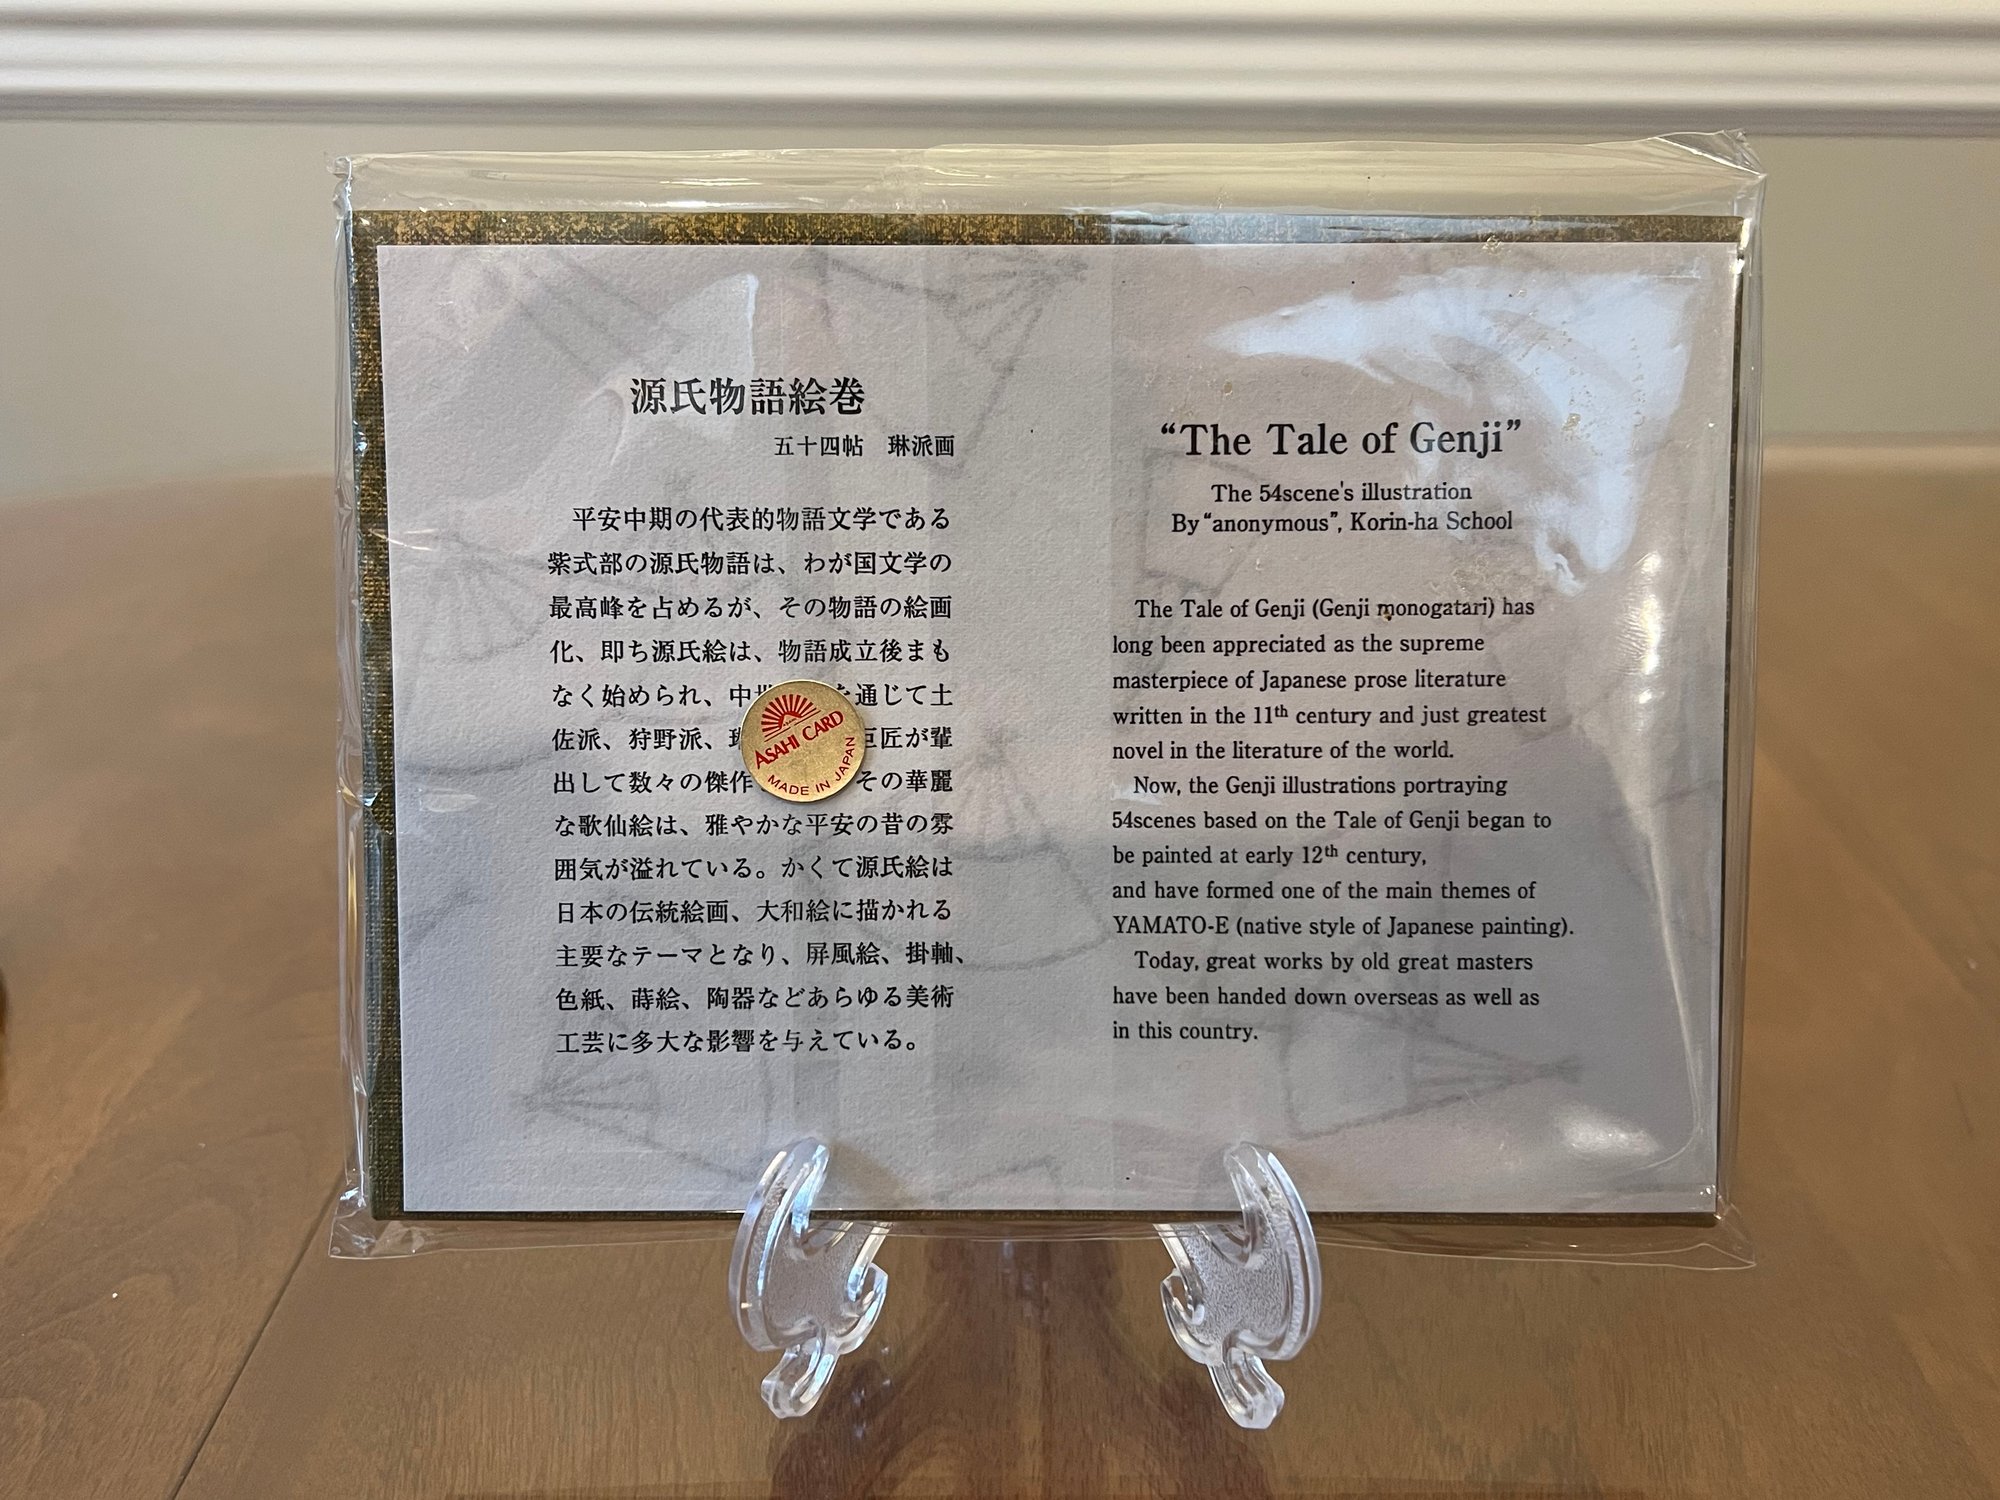 源氏物語絵巻
五十四帖　琳派画
平安中期の代表的物語文学である
紫式部の源氏物語は、わが国文学の
最高峰を占めるが、その物語の絵画
化、即ち源氏絵は、物語成立後まも
なく始められ、中 を通じて土
佐派、狩野派、 巨匠が輩
出して数々の傑作 その華麗
な歌仙絵は、雅やかな平安の昔の雰
囲気が溢れている。かくて源氏絵は
日本の伝統絵画、大和絵に描かれる
主要なテーマとなり、屏風絵、掛軸、
色紙、蒔絵、陶器などあらゆる美術
工芸に多大な影響を与えている。
ASAHI CARD
MADE IN JAPAN
“The Tale of Genji”
The 54scene's illustration
By “anonymous”, Korin-ha School
The Tale of Genji (Genji monogatari) has
long been appreciated as the supreme
masterpiece of Japanese prose literature
written in the 11th century and just greatest
novel in the literature of the world.
Now, the Genji illustrations portraying
54scenes based on the Tale of Genji began to
be painted at early 12th century,
and have formed one of the main themes of
YAMATO-E (native style of Japanese painting).
Today, great works by old great masters
have been handed down overseas as well as
in this country.